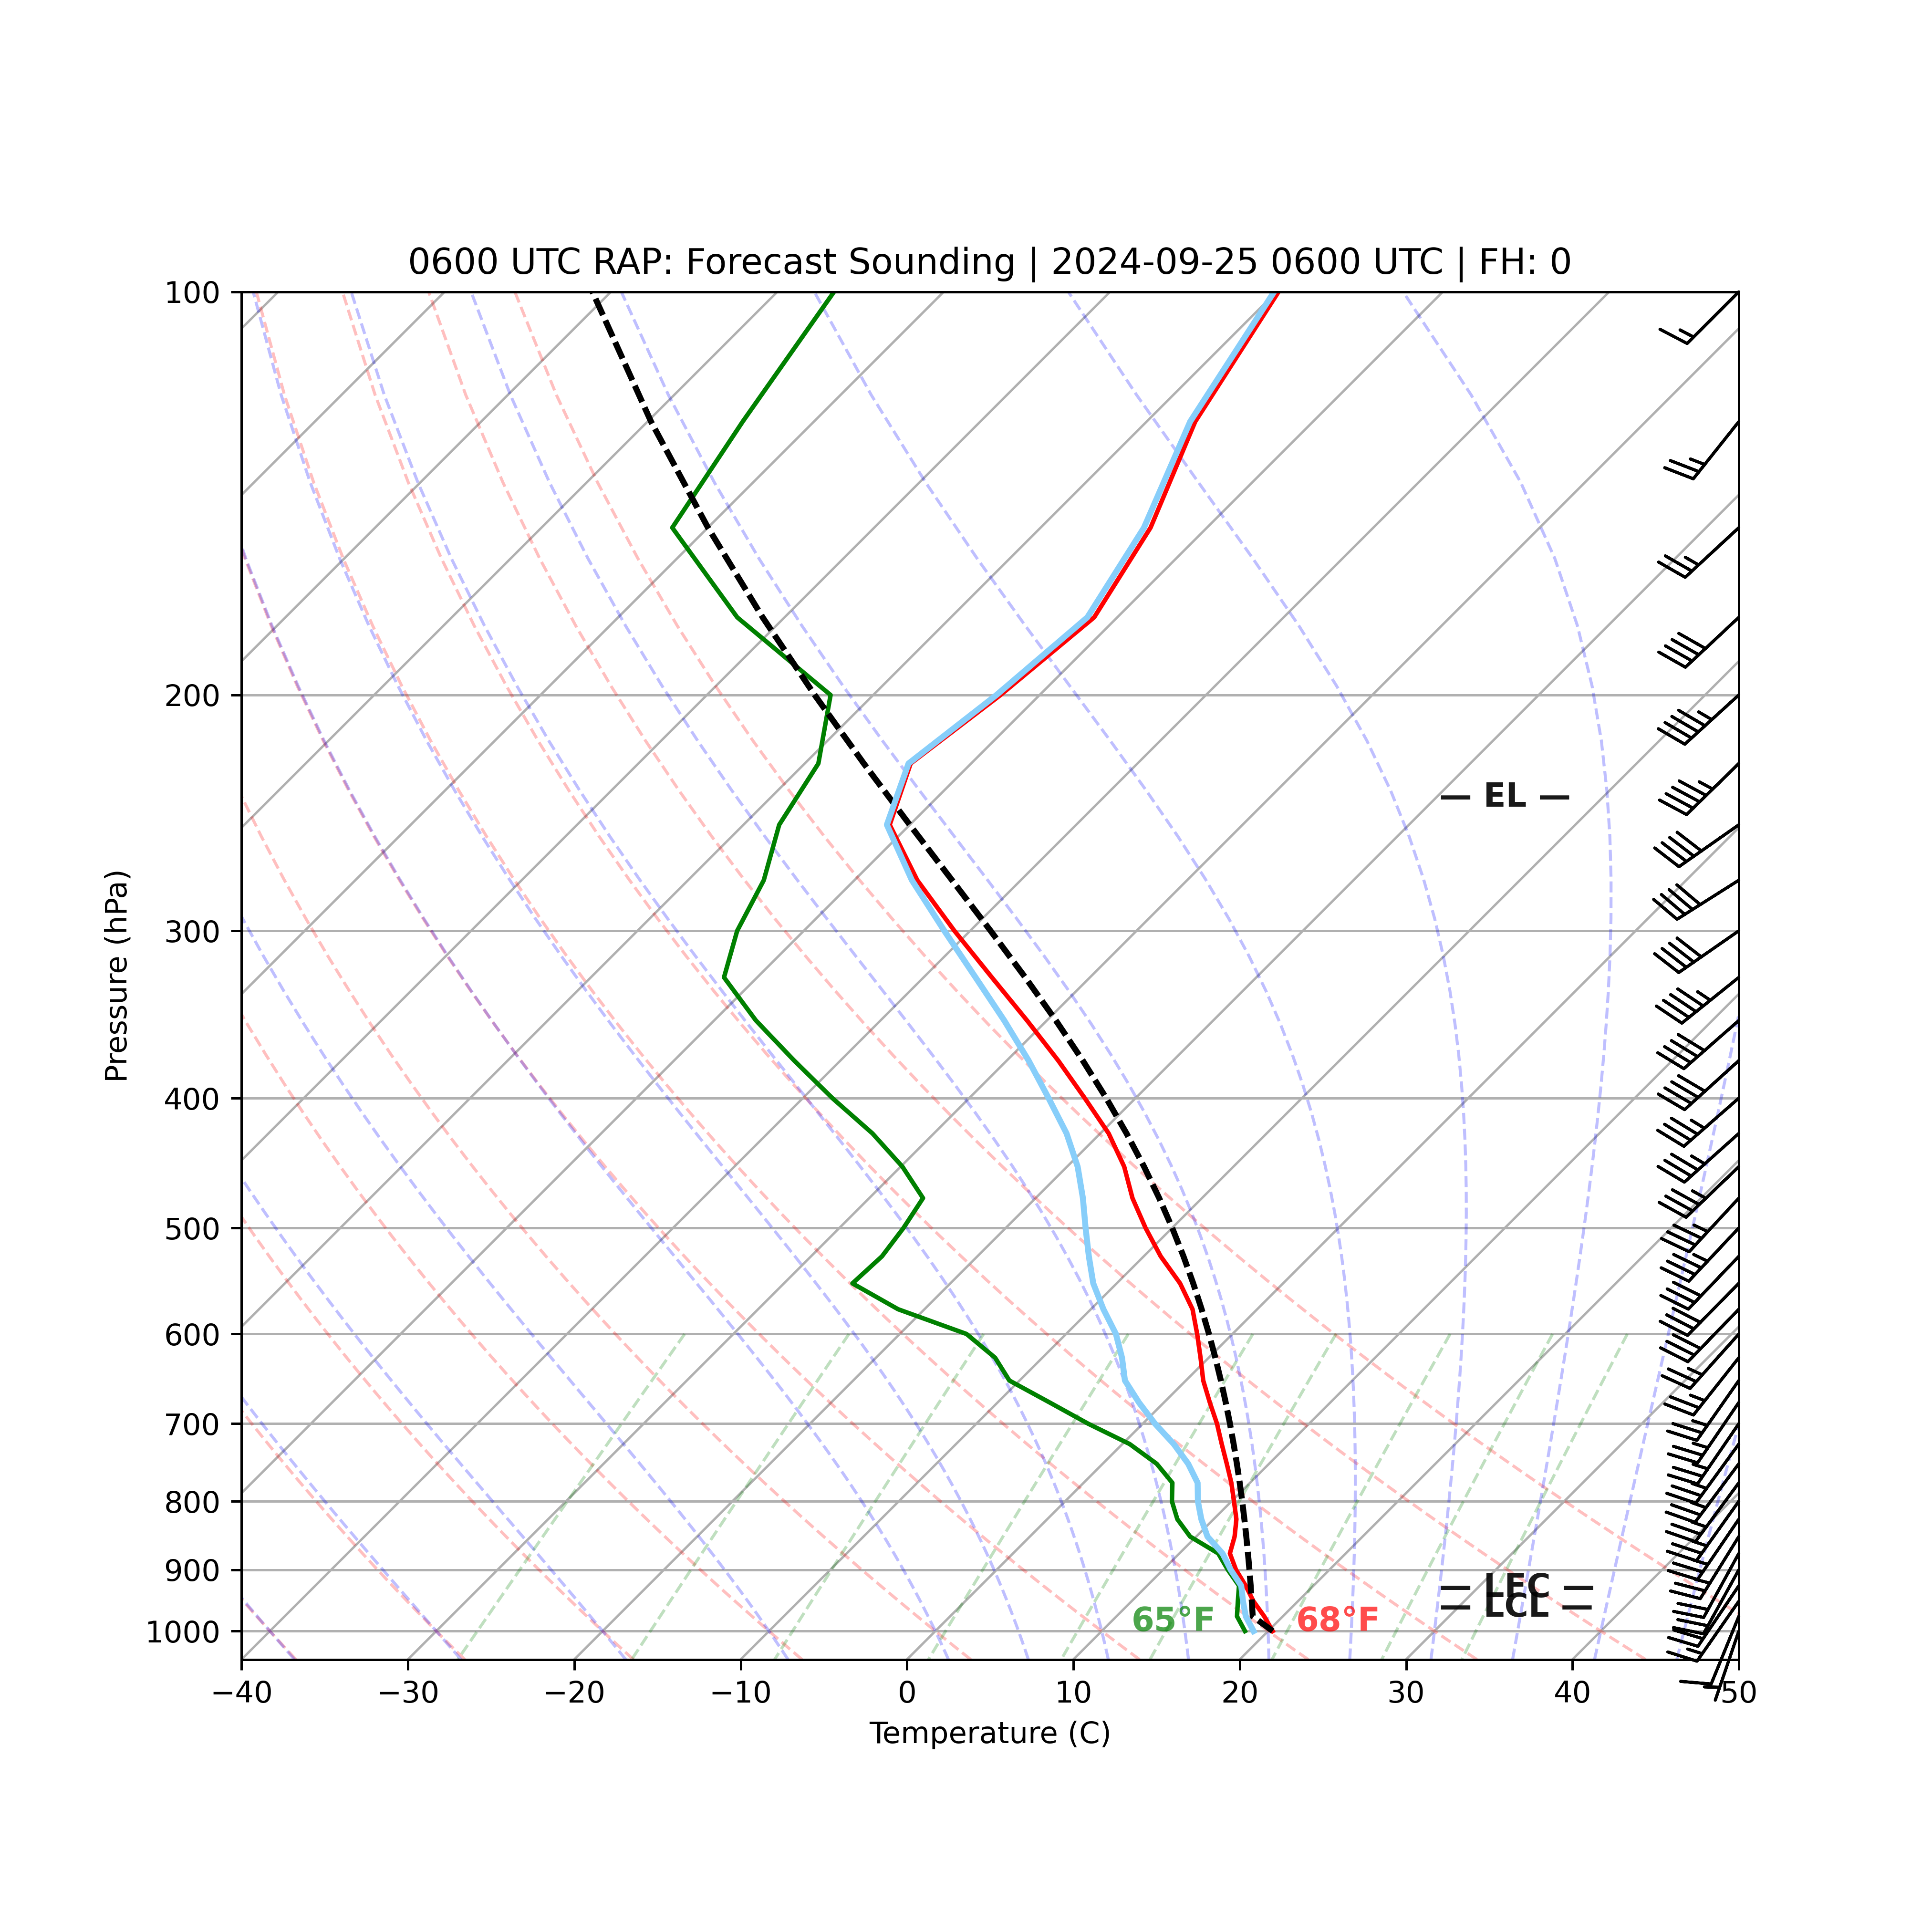 0600 UTC RAP: Forecast Sounding | 2024-09-25 0600 UTC | FH: 0
100
200
EL
Pressure (hPa)
300
400
500
600
700
800
900
LFC
LCL
65°F
68°F
1000
−40
−30
−20
−10
0
10
20
30
40
50
Temperature (C)